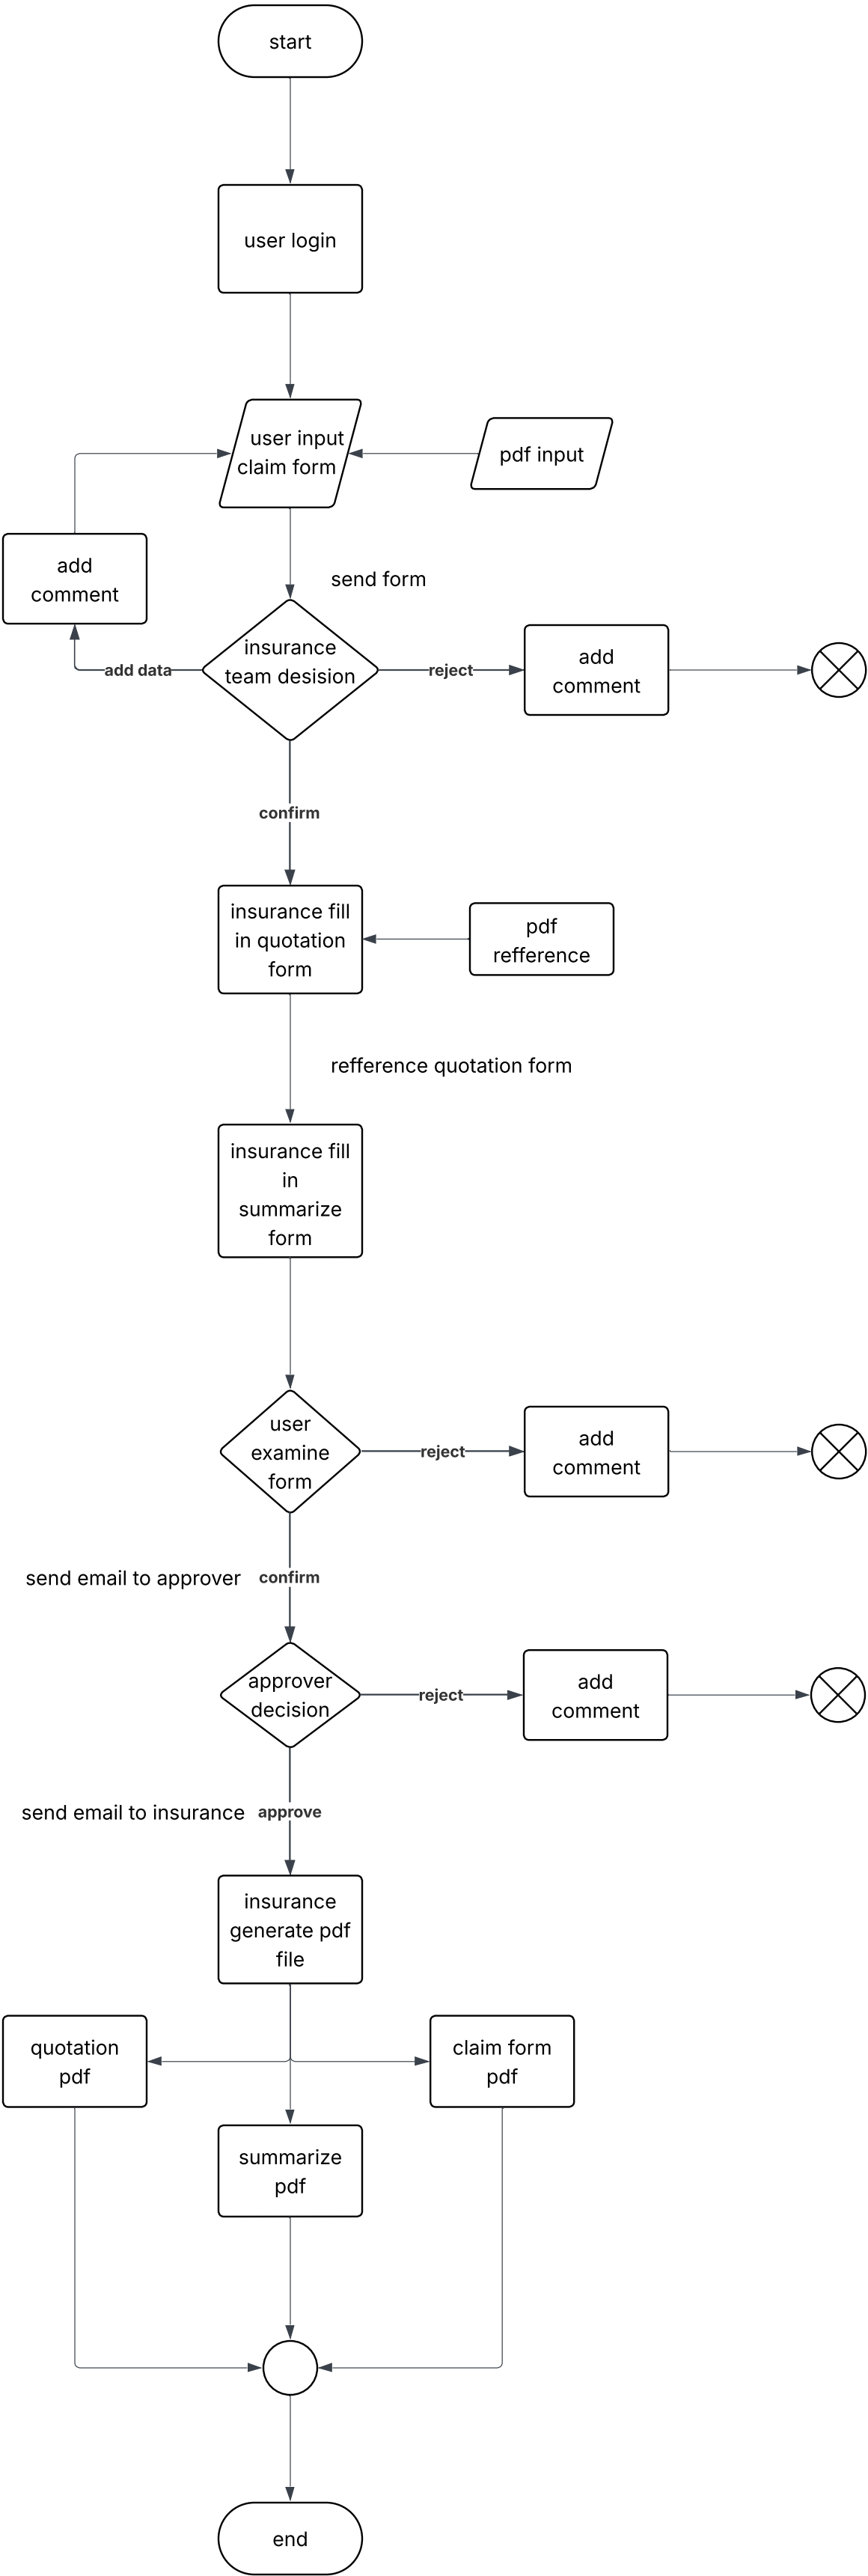 start
user login
user input
claim form
pdf input
add
comment
send form
insurance
team desision
add data
reject
add
comment
confirm
insurance fill
in quotation
form
pdf
refference
refference quotation form
insurance fill
in
summarize
form
user
examine
form
reject
add
comment
send email to approver
confirm
approver
decision
reject
add
comment
send email to insurance
approve
insurance
generate pdf
file
quotation
pdf
claim form
pdf
summarize
pdf
end